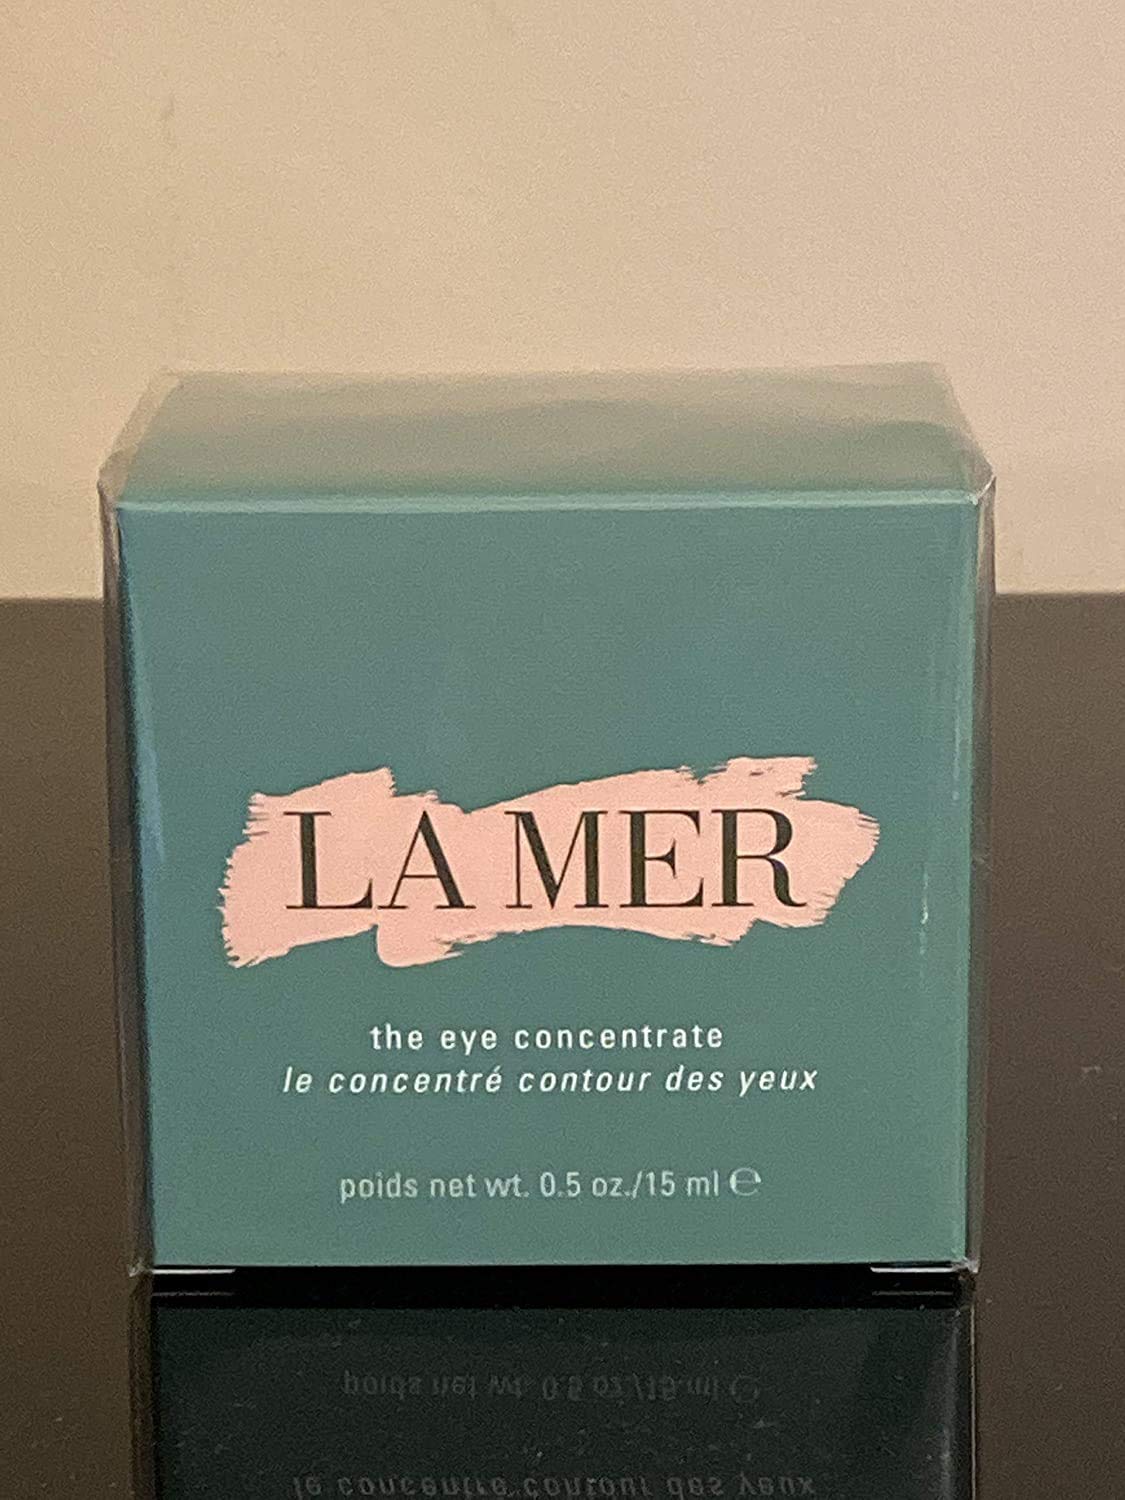 LA MER
the eye concentrate
le concentré contour des yeux
poids net wt. 0.5 oz./15 ml ℮